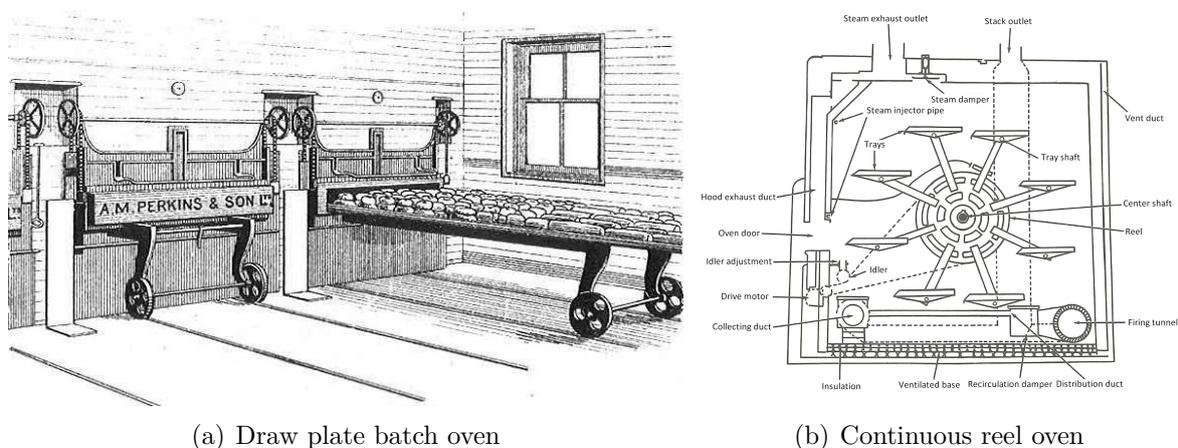 A.M. PERKINS & SON LTD
Steam exhaust outlet
Stack outlet
Steam damper
Steam injector pipe
Vent duct
Trays
Tray shaft
Hood exhaust duct
Center shaft
Oven door
Reel
Idler adjustment
Idler
Drive motor
Collecting duct
Firing tunnel
Insulation
Ventilated base
Recirculation damper
Distribution duct
(a) Draw plate batch oven
(b) Continuous reel oven